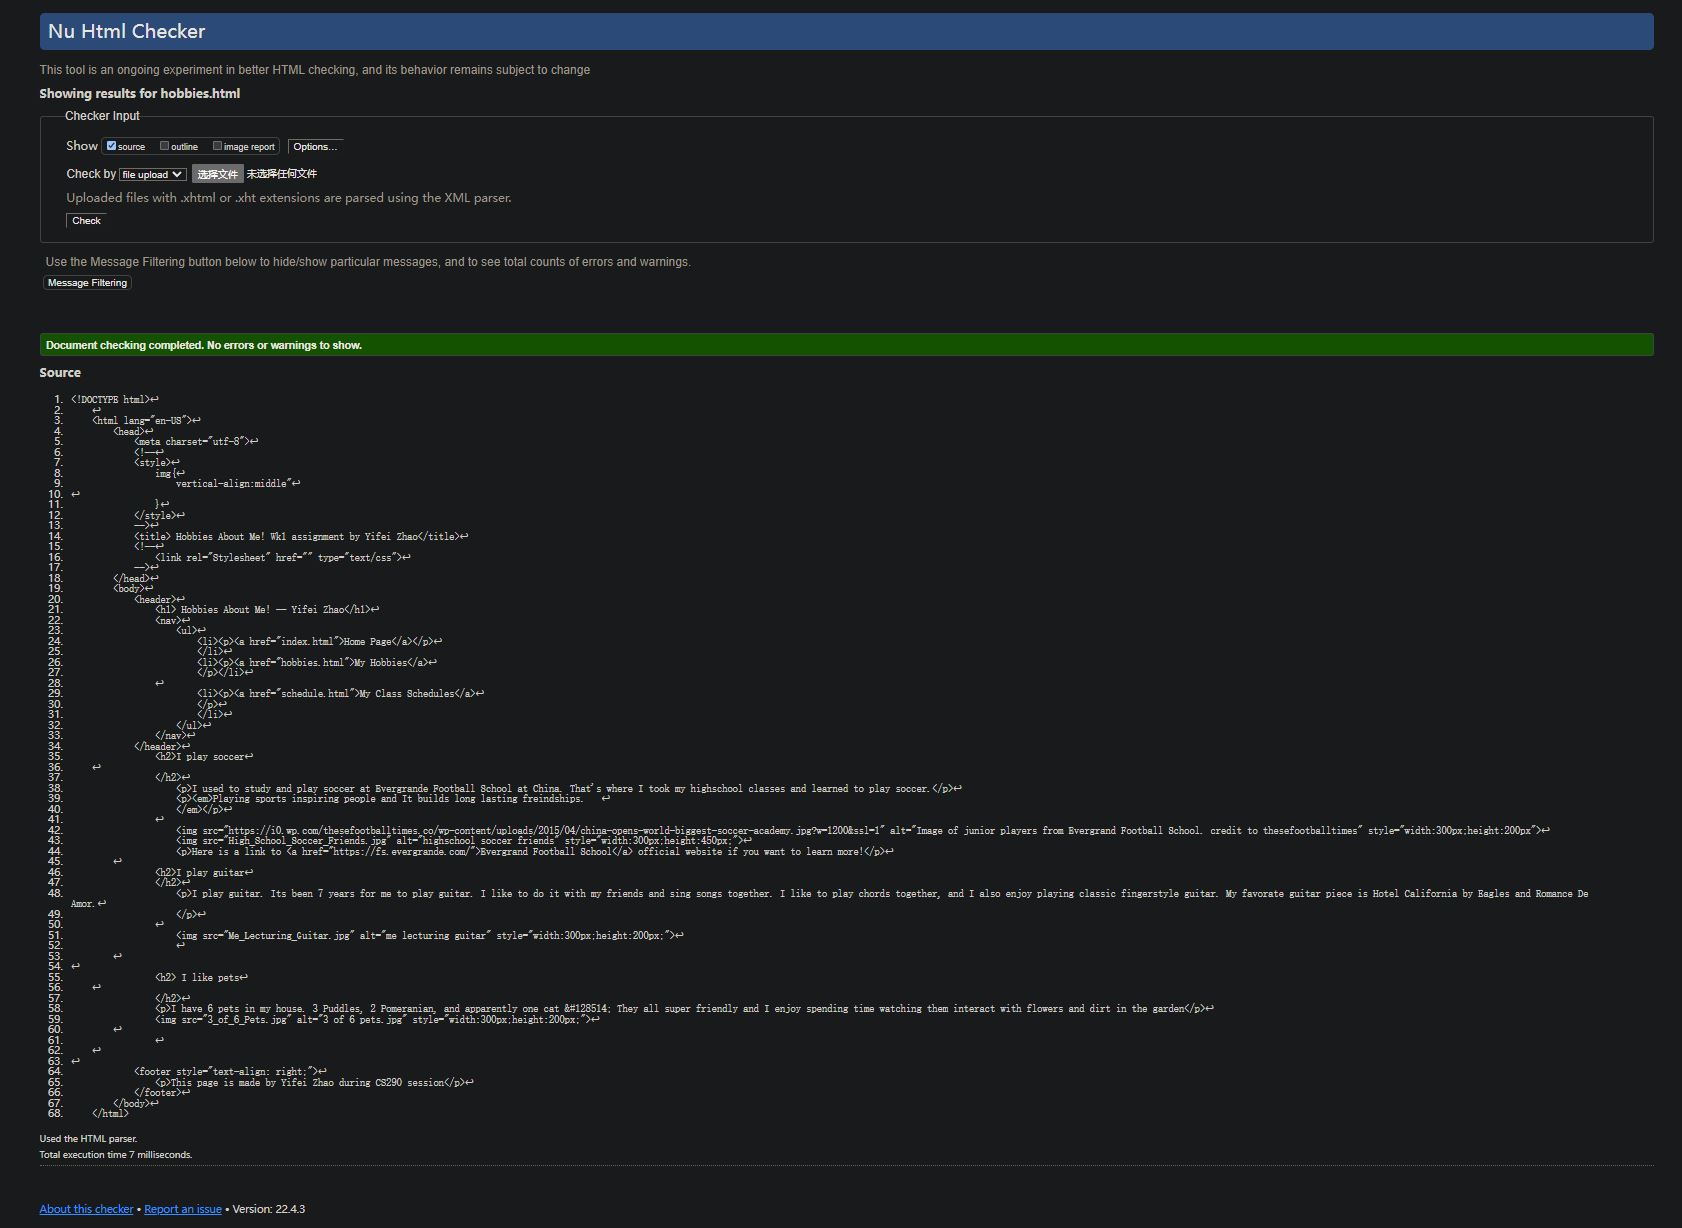 Nu Html Checker
This tool is an ongoing experiment in better HTML checking, and its behavior remains subject to change
Showing results for hobbies.html
Checker Input
Show source outline image report Options...
Check by file upload 选择文件 未选择任何文件
Uploaded files with .xhtml or .xht extensions are parsed using the XML parser.
Check
Use the Message Filtering button below to hide/show particular messages, and to see total counts of errors and warnings.
Message Filtering
Document checking completed. No errors or warnings to show.
Source
1. <!DOCTYPE html>↩
2. ↩
3. <html lang="en-US">↩
4. <head>↩
5. <meta charset="utf-8">↩
6. <!--↩
7. <style>↩
8. img{↩
9. vertical-align:middle"↩
10. ↩
11. }↩
12. </style>↩
13. -->↩
14. <title> Hobbies About Me! Wk1 assignment by Yifei Zhao</title>↩
15. <!--↩
16. <link rel="Stylesheet" href="" type="text/css">↩
17. -->↩
18. </head>↩
19. <body>↩
20. <header>↩
21. <h1> Hobbies About Me! -- Yifei Zhao</h1>↩
22. <nav>↩
23. <ul>↩
24. <li><p><a href="index.html">Home Page</a></p>↩
25. </li>↩
26. <li><p><a href="hobbies.html">My Hobbies</a>↩
27. </p></li>↩
28. ↩
29. <li><p><a href="schedule.html">My Class Schedules</a>↩
30. </p>↩
31. </li>↩
32. </ul>↩
33. </nav>↩
34. </header>↩
35. <h2>I play soccer↩
36. ↩
37. </h2>↩
38. <p>I used to study and play soccer at Evergrande Football School at China. That's where I took my highschool classes and learned to play soccer.</p>↩
39. <p><em>Playing sports inspiring people and It builds long lasting freindships. ↩
40. </em></p>↩
41. ↩
42. <img src="https://i0.wp.com/thesefootballtimes.co/wp-content/uploads/2015/04/china-opens-world-biggest-soccer-academy.jpg?w=1200&ssl=1" alt="Image of junior players from Evergrand Football School. credit to thesefootballtimes" style="width:300px;height:200px">↩
43. <img src="High_School_Soccer_Friends.jpg" alt="highschool soccer friends" style="width:300px;height:450px;">↩
44. <p>Here is a link to <a href="https://fs.evergrande.com/">Evergrand Football School</a> official website if you want to learn more!</p>↩
45. ↩
46. <h2>I play guitar↩
47. </h2>↩
48. <p>I play guitar. Its been 7 years for me to play guitar. I like to do it with my friends and sing songs together. I like to play chords together, and I also enjoy playing classic fingerstyle guitar. My favorate guitar piece is Hotel California by Eagles and Romance De
Amor.↩
49. </p>↩
50. ↩
51. <img src="Me_Lecturing_Guitar.jpg" alt="me lecturing guitar" style="width:300px;height:200px;">↩
52. ↩
53. ↩
54. ↩
55. <h2> I like pets↩
56. ↩
57. </h2>↩
58. <p>I have 6 pets in my house. 3 Puddles, 2 Pomeranian, and apparently one cat &#128514; They all super friendly and I enjoy spending time watching them interact with flowers and dirt in the garden</p>↩
59. <img src="3_of_6_Pets.jpg" alt="3 of 6 pets.jpg" style="width:300px;height:200px;">↩
60. ↩
61. ↩
62. ↩
63. ↩
64. <footer style="text-align: right;">↩
65. <p>This page is made by Yifei Zhao during CS290 session</p>↩
66. </footer>↩
67. </body>↩
68. </html>
Used the HTML parser.
Total execution time 7 milliseconds.
About this checker • Report an issue • Version: 22.4.3